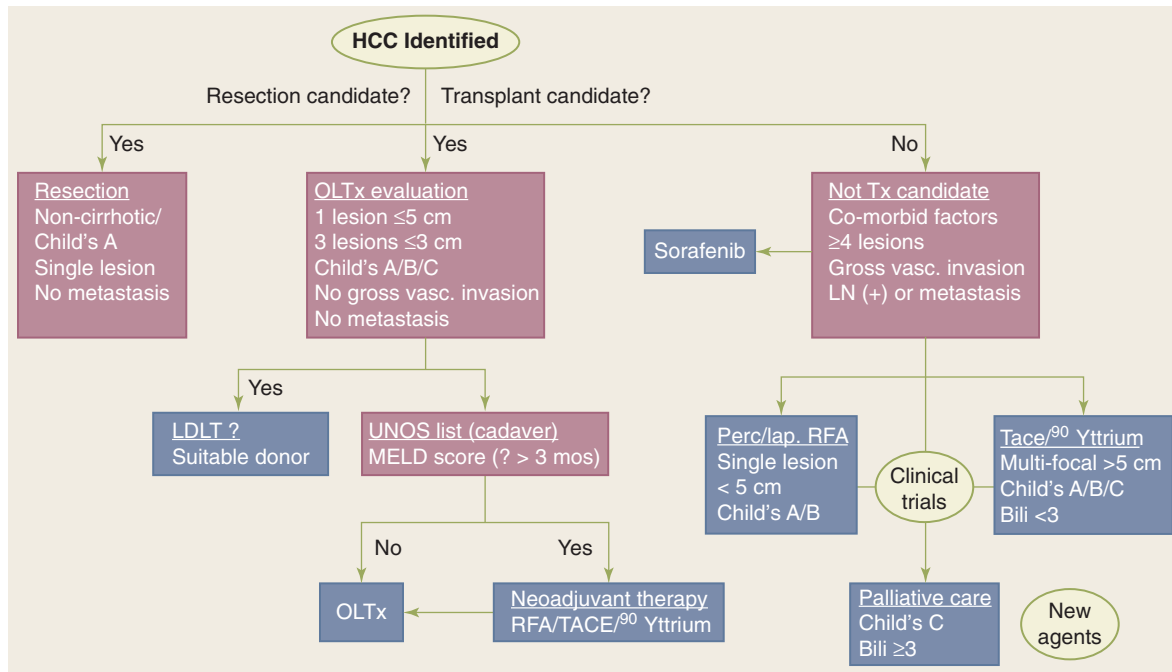 HCC Identified
Resection candidate?
Transplant candidate?
Yes
Yes
No
Resection
Non-cirrhotic/
Child's A
Single lesion
No metastasis
OLTx evaluation
1 lesion ≤5 cm
3 lesions ≤3 cm
Child's A/B/C
No gross vasc. invasion
No metastasis
Sorafenib
Not Tx candidate
Co-morbid factors
≥4 lesions
Gross vasc. invasion
LN (+) or metastasis
Yes
LDLT ?
Suitable donor
UNOS list (cadaver)
MELD score (? > 3 mos)
Perc/lap. RFA
Single lesion
< 5 cm
Child's A/B
Clinical
trials
Tace/⁹⁰ Yttrium
Multi-focal >5 cm
Child's A/B/C
Bili <3
No
Yes
OLTx
Neoadjuvant therapy
RFA/TACE/⁹⁰ Yttrium
Palliative care
Child's C
Bili ≥3
New
agents